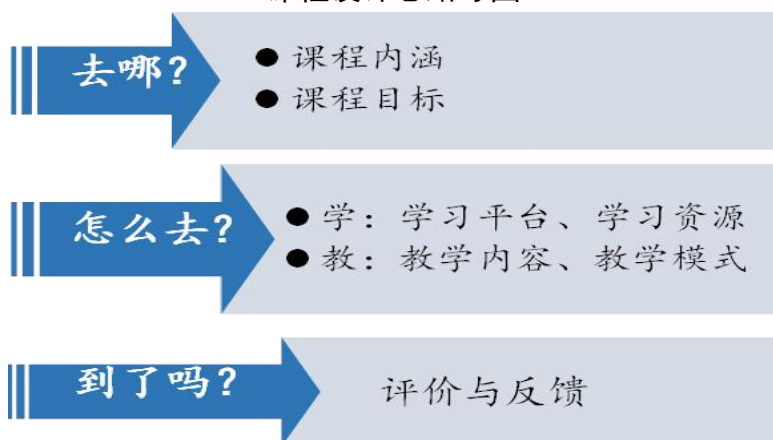 去哪?
● 课程内涵
● 课程目标
怎么去?
● 学: 学习平台、学习资源
● 教: 教学内容、教学模式
到了吗?
评价与反馈